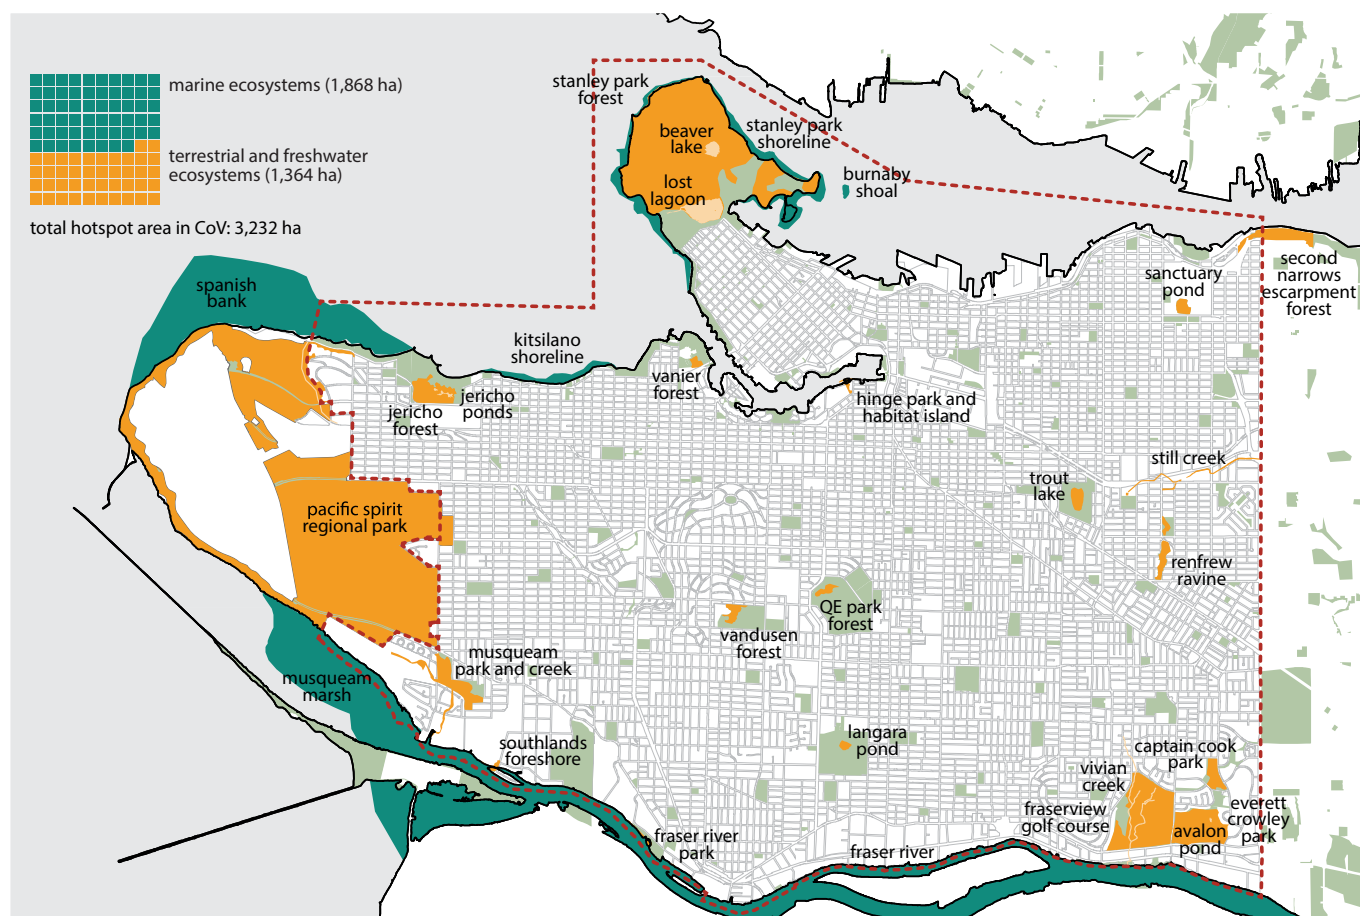 marine ecosystems (1,868 ha)
terrestrial and freshwater
ecosystems (1,364 ha)
total hotspot area in CoV: 3,232 ha
stanley park
forest
beaver
lake
stanley park
shoreline
lost
lagoon
burnaby
shoal
spanish
bank
kitsilano
shoreline
sanctuary
pond
second
narrows
escarpment
forest
vanier
forest
jericho
forest
jericho
ponds
hinge park and
habitat island
still creek
trout
lake
pacific spirit
regional park
renfrew
ravine
QE park
forest
vandusen
forest
musqueam
park and creek
musqueam
marsh
southlands
foreshore
langara
pond
captain cook
park
vivian
creek
fraserview
golf course
everett
crowley
park
avalon
pond
fraser river
park
fraser river